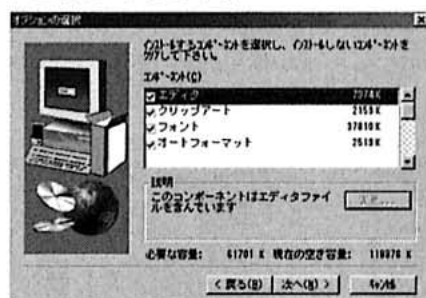 オプションの選択
インストールするコンポーネントを選択し、インストールしないコンポーネントを
クリアして下さい。
コンポーネント(C)
エディタ
クリップアート 2159 K
フォント 37810 K
オートフォーマット 2519 K
説明
このコンポーネントはエディタファイ
ルを含んでいます
必要な容量: 61701 K 現在の空き容量: 119376 K
< 戻る(B) 次へ(N) > キャンセル